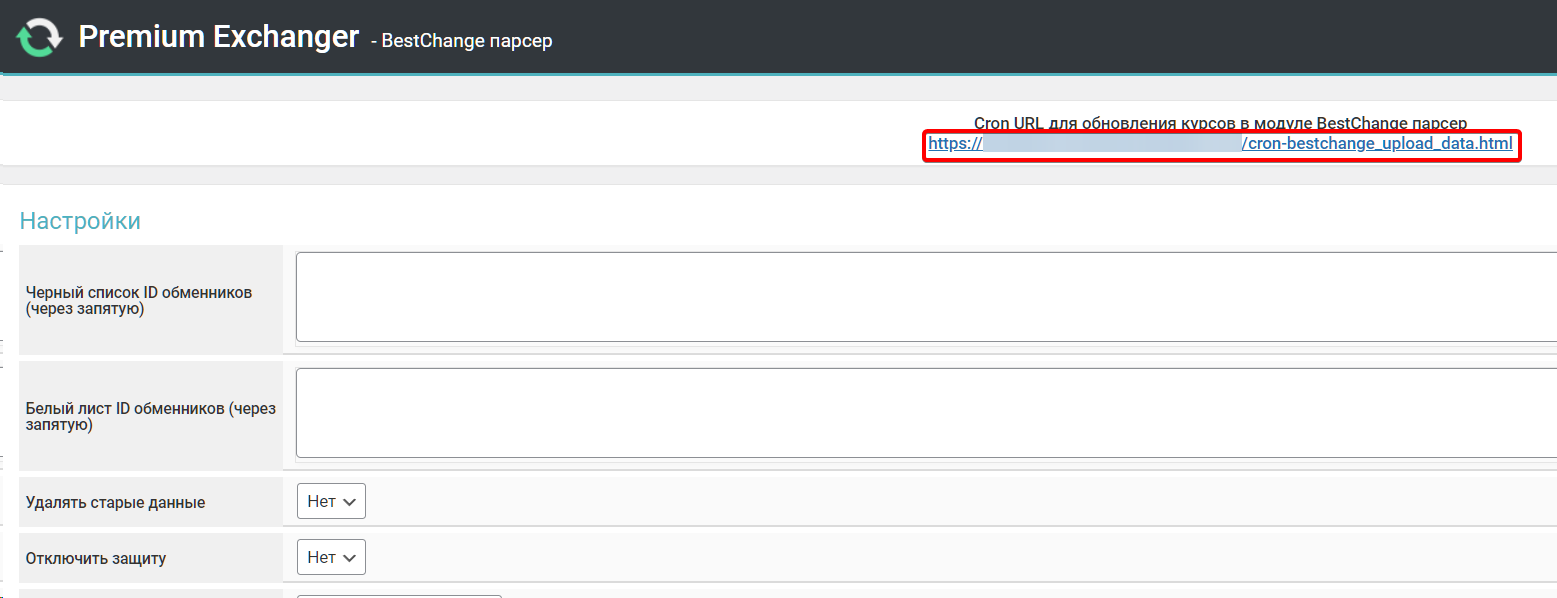 Premium Exchanger - BestChange парсер
Cron URL для обновления курсов в модуле BestChange парсер
https:// /cron-bestchange_upload_data.html
Настройки
Черный список ID обменников
(через запятую)
Белый лист ID обменников (через
запятую)
Удалять старые данные
Нет
Отключить защиту
Нет